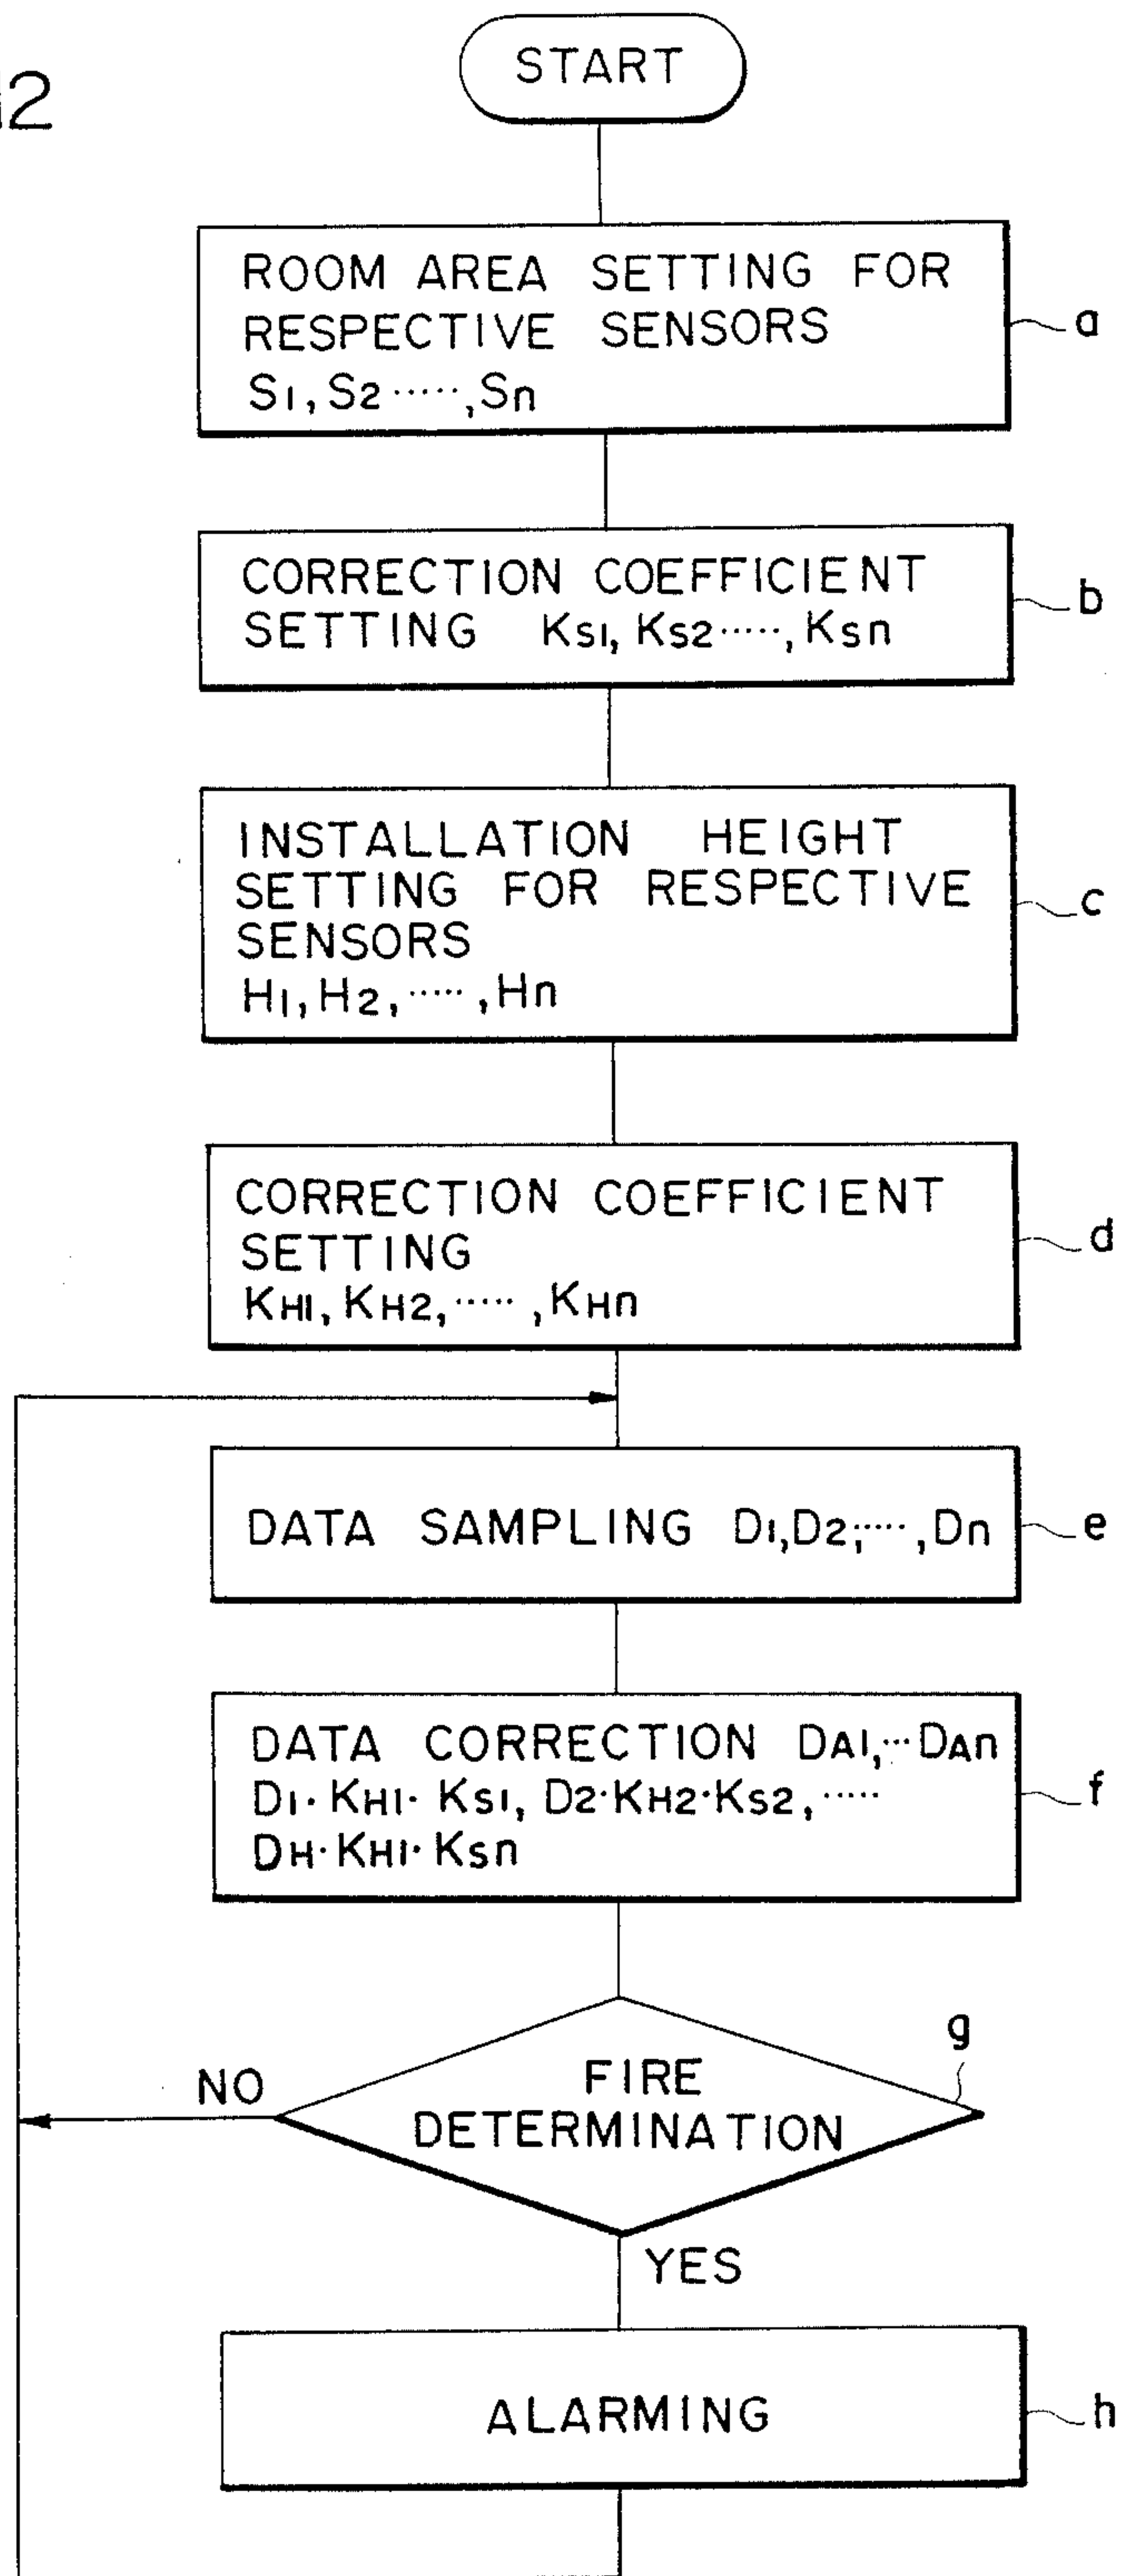 12
START
ROOM AREA SETTING FOR
RESPECTIVE SENSORS
S1, S2 ·····, Sn
a
CORRECTION COEFFICIENT
SETTING KS1, KS2 ·····, KSn
b
INSTALLATION HEIGHT
SETTING FOR RESPECTIVE
SENSORS
H1, H2, ·····, Hn
c
CORRECTION COEFFICIENT
SETTING
KH1, KH2, ·····, KHn
d
DATA SAMPLING D1, D2, ·····, Dn
e
DATA CORRECTION DA1, ··· DAn
D1·KH1·KS1, D2·KH2·KS2, ·····
DH·KH1·KSn
f
g
NO
FIRE
DETERMINATION
YES
ALARMING
h